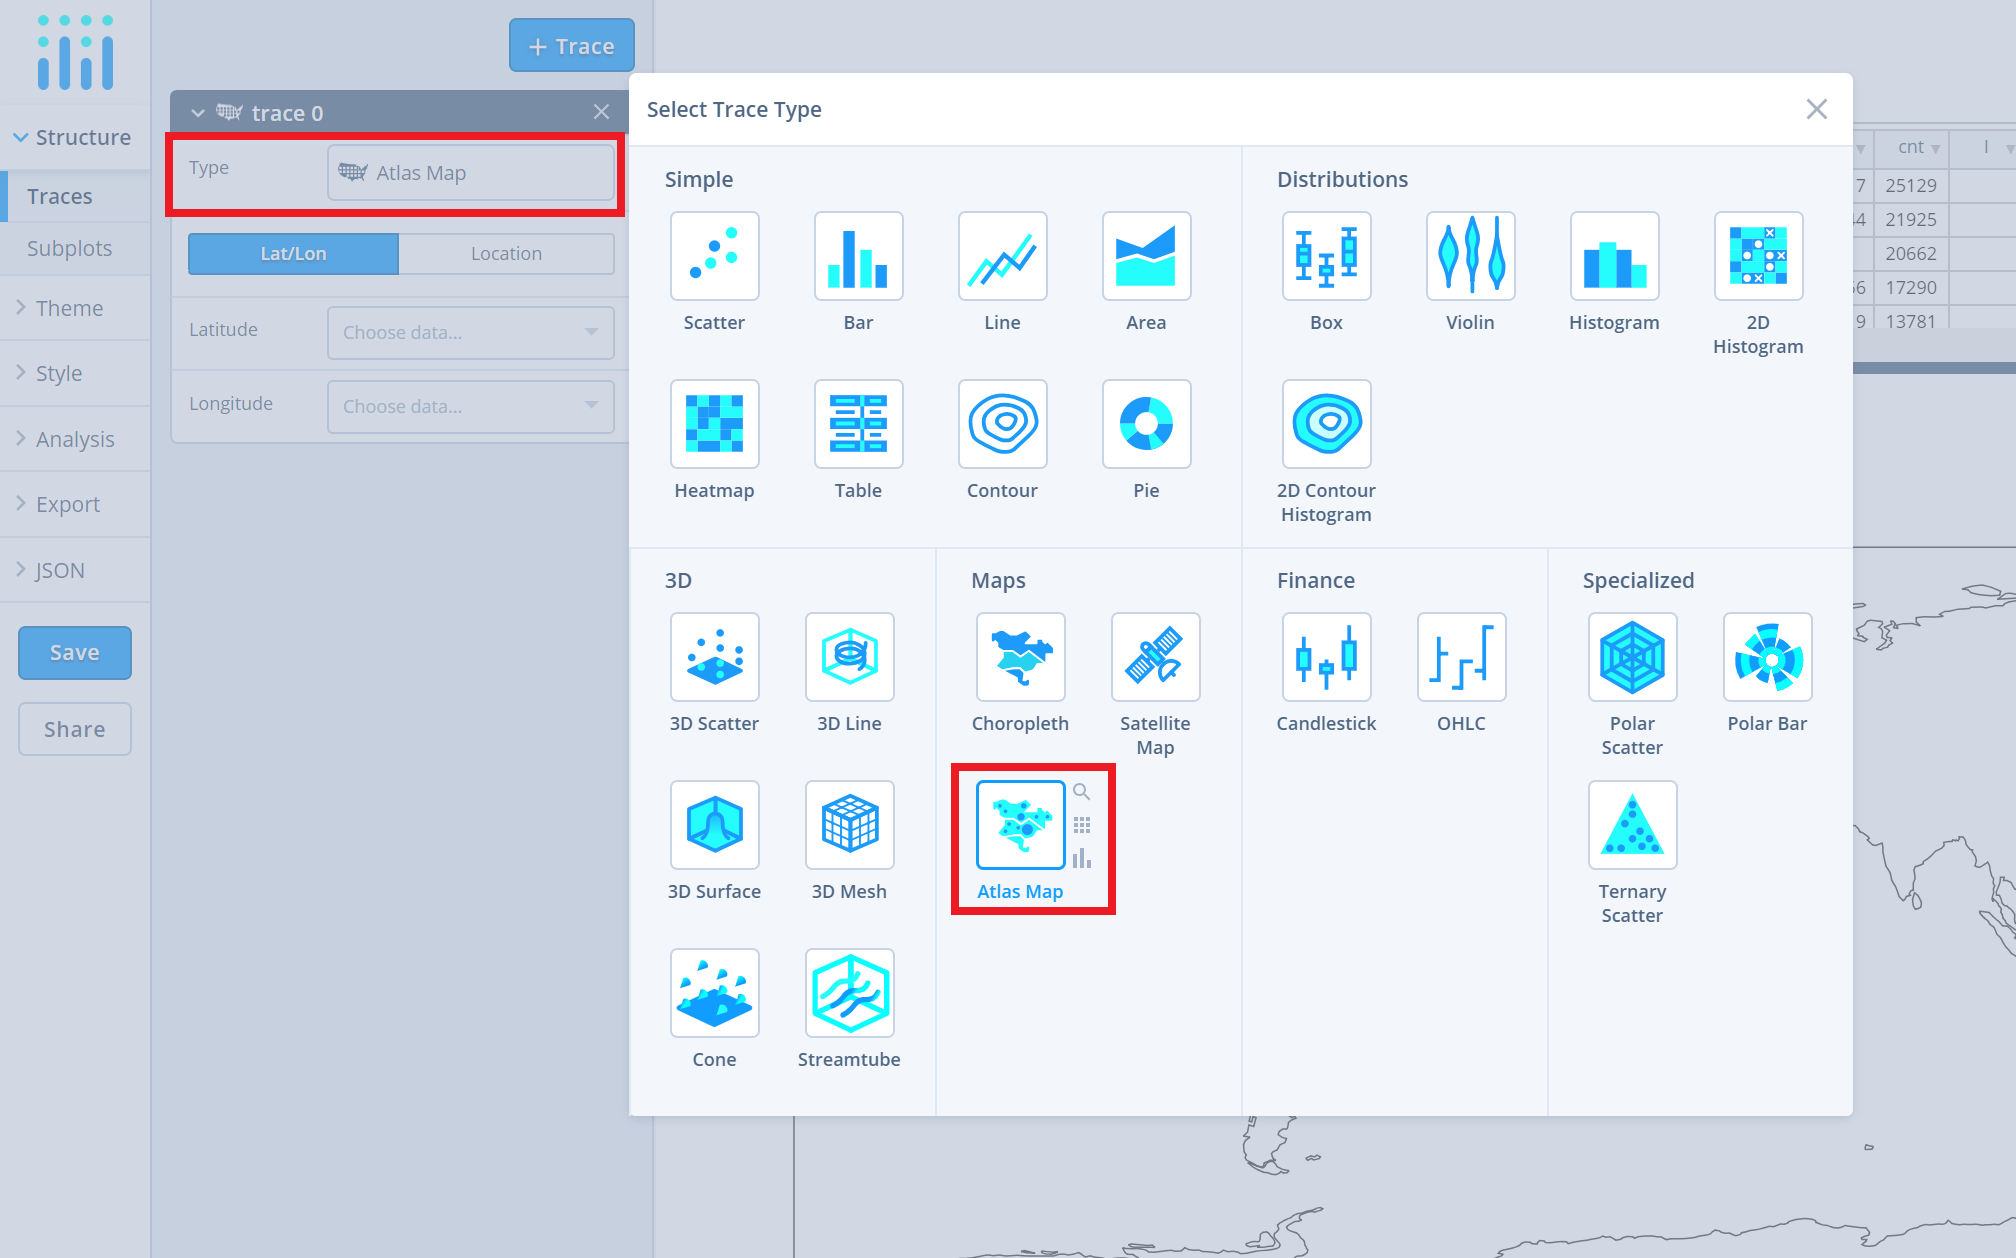 + Trace
trace 0
Structure
Type
Atlas Map
Traces
Subplots
Lat/Lon
Location
Theme
Latitude
Choose data...
Style
Longitude
Choose data...
Analysis
Export
JSON
Save
Share
Select Trace Type
Simple
Scatter
Bar
Line
Area
Heatmap
Table
Contour
Pie
Distributions
Box
Violin
Histogram
2D
Histogram
2D Contour
Histogram
3D
3D Scatter
3D Line
3D Surface
3D Mesh
Cone
Streamtube
Maps
Choropleth
Satellite
Map
Atlas Map
Finance
Candlestick
OHLC
Specialized
Polar
Scatter
Polar Bar
Ternary
Scatter
cnt l
7 25129
21925
20662
17290
9 13781